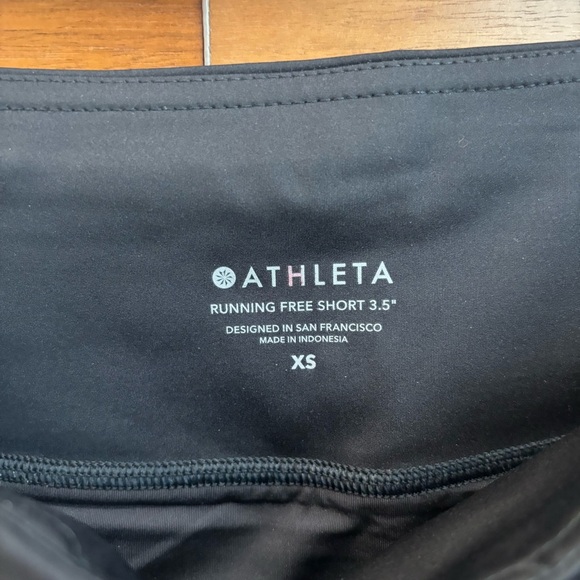 ATHLETA
RUNNING FREE SHORT 3.5"
DESIGNED IN SAN FRANCISCO
MADE IN INDONESIA
XS